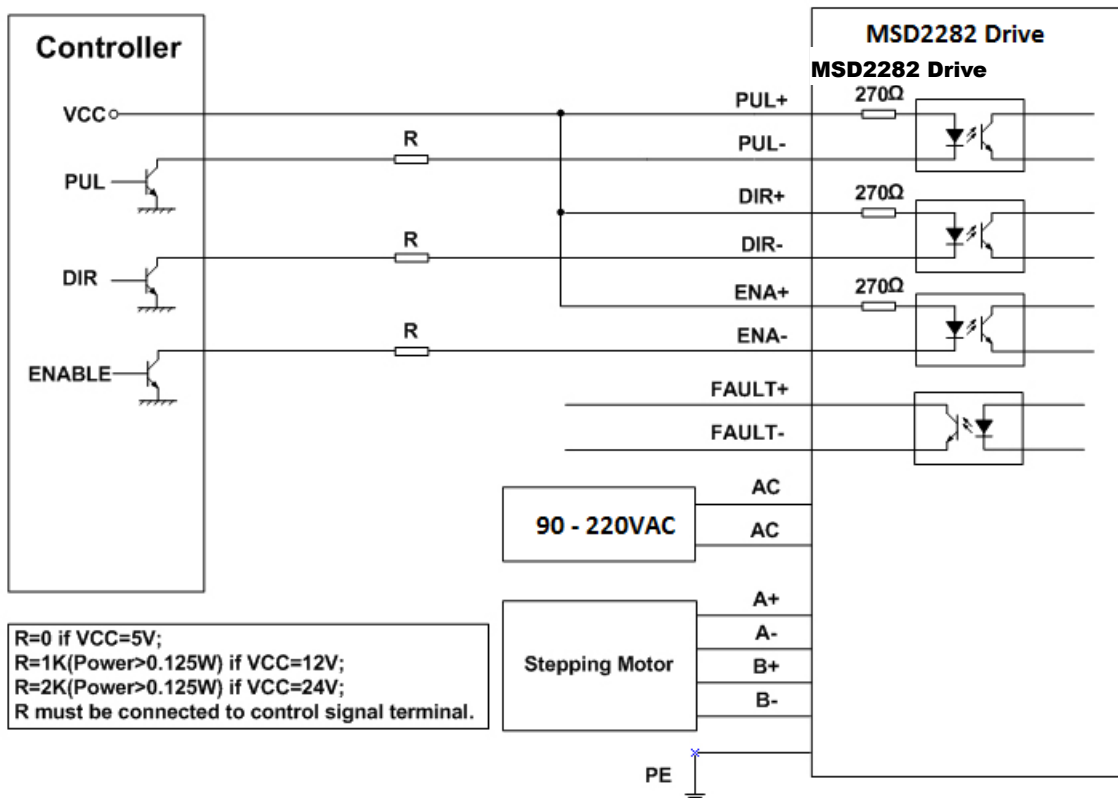 Controller
MSD2282 Drive
MSD2282 Drive
VCC
PUL+
270Ω
R
PUL-
PUL
DIR+
270Ω
R
DIR-
DIR
ENA+
270Ω
R
ENA-
ENABLE
FAULT+
FAULT-
90 - 220VAC
AC
AC
Stepping Motor
A+
A-
B+
B-
R=0 if VCC=5V;
R=1K(Power>0.125W) if VCC=12V;
R=2K(Power>0.125W) if VCC=24V;
R must be connected to control signal terminal.
PE